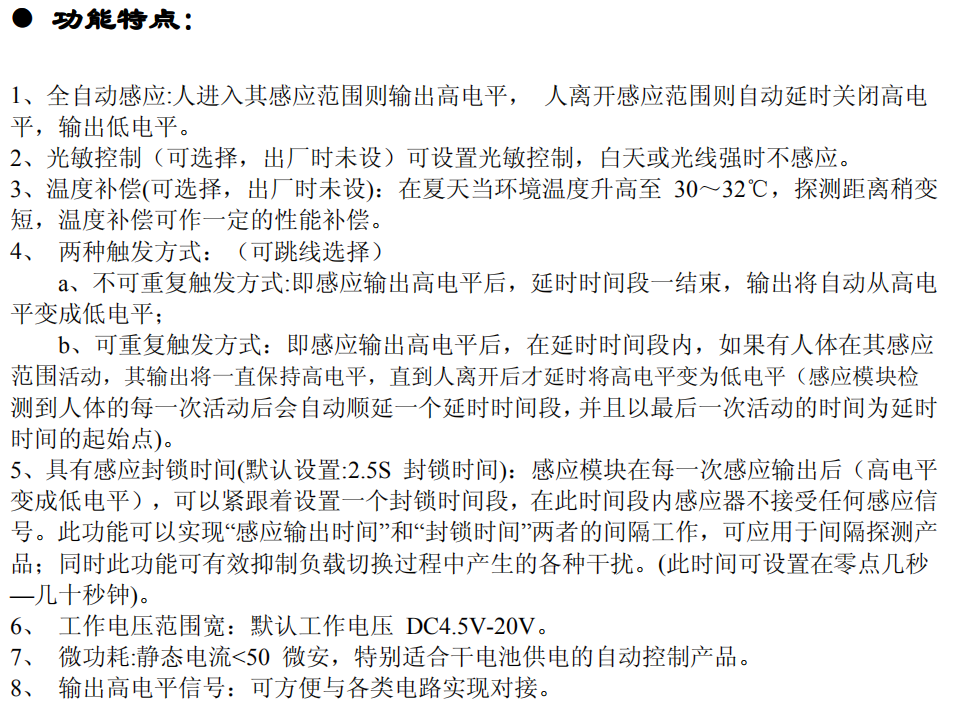 ● 功能特点：
1、全自动感应:人进入其感应范围则输出高电平， 人离开感应范围则自动延时关闭高电
平，输出低电平。
2、光敏控制（可选择，出厂时未设）可设置光敏控制，白天或光线强时不感应。
3、温度补偿(可选择，出厂时未设)：在夏天当环境温度升高至 30～32℃，探测距离稍变
短，温度补偿可作一定的性能补偿。
4、 两种触发方式：（可跳线选择）
a、不可重复触发方式:即感应输出高电平后，延时时间段一结束，输出将自动从高电
平变成低电平；
b、可重复触发方式：即感应输出高电平后，在延时时间段内，如果有人体在其感应
范围活动，其输出将一直保持高电平，直到人离开后才延时将高电平变为低电平（感应模块检
测到人体的每一次活动后会自动顺延一个延时时间段，并且以最后一次活动的时间为延时
时间的起始点)。
5、具有感应封锁时间(默认设置:2.5S 封锁时间)：感应模块在每一次感应输出后（高电平
变成低电平），可以紧跟着设置一个封锁时间段，在此时间段内感应器不接受任何感应信
号。此功能可以实现“感应输出时间”和“封锁时间”两者的间隔工作，可应用于间隔探测产
品；同时此功能可有效抑制负载切换过程中产生的各种干扰。(此时间可设置在零点几秒
—几十秒钟)。
6、 工作电压范围宽：默认工作电压 DC4.5V-20V。
7、 微功耗:静态电流<50 微安，特别适合干电池供电的自动控制产品。
8、 输出高电平信号：可方便与各类电路实现对接。